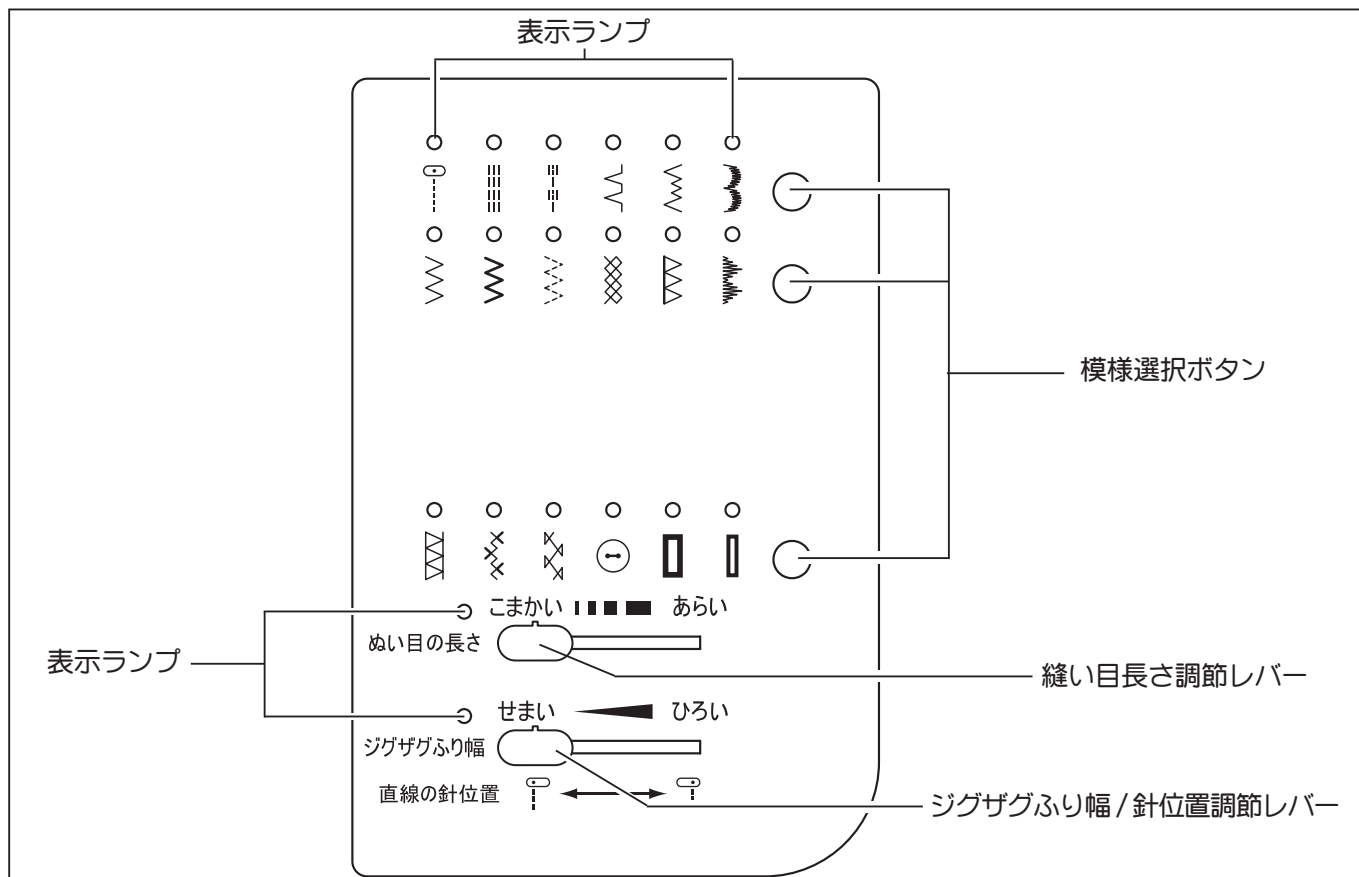 表示ランプ
模様選択ボタン
こまかい あらい
ぬい目の長さ
表示ランプ
縫い目長さ調節レバー
せまい ひろい
ジグザグふり幅
直線の針位置
ジグザグふり幅/針位置調節レバー